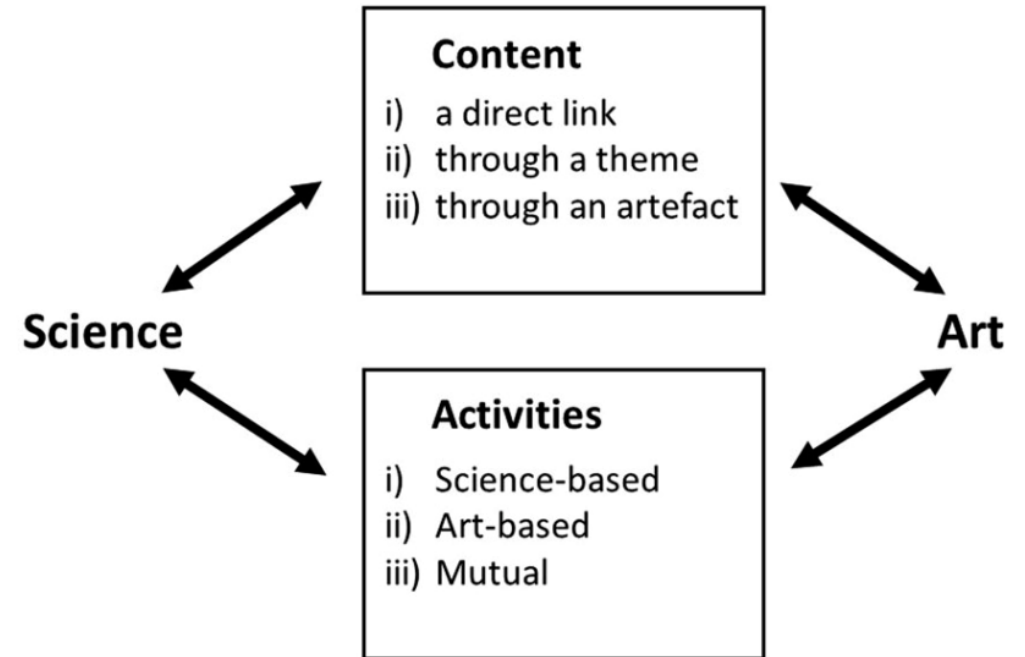 Content
i) a direct link
ii) through a theme
iii) through an artefact
Science
Art
Activities
i) Science-based
ii) Art-based
iii) Mutual